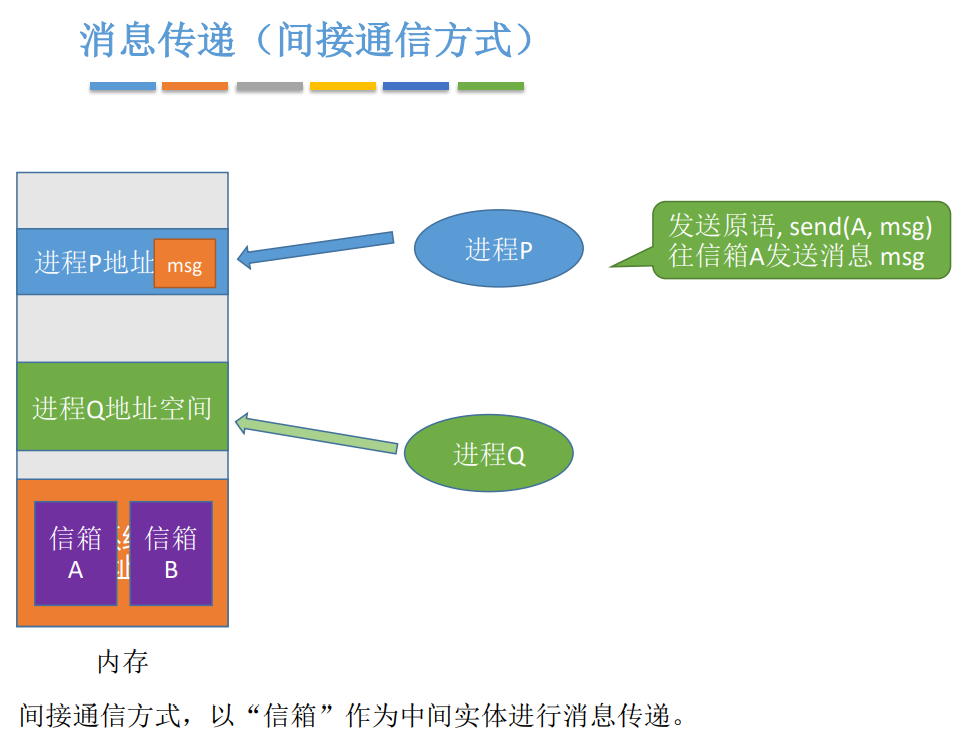 消息传递（间接通信方式）
进程P地址
msg
进程P
发送原语, send(A, msg)
往信箱A发送消息 msg
进程Q地址空间
进程Q
信箱
A
信箱
B
内存
间接通信方式，以“信箱”作为中间实体进行消息传递。